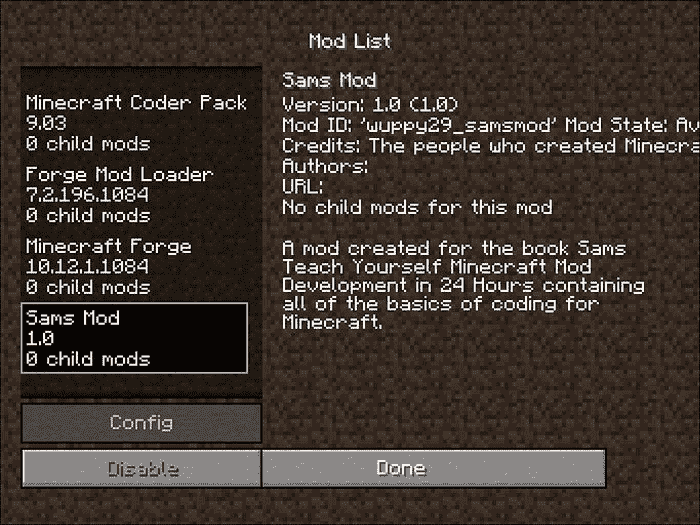 Mod List
Minecraft Coder Pack
9.03
0 child mods
Forge Mod Loader
7.2.196.1084
0 child mods
Minecraft Forge
10.12.1.1084
0 child mods
Sams Mod
1.0
0 child mods
Config
Disable
Sams Mod
Version: 1.0 (1.0)
Mod ID: 'wuppy29_samsmod' Mod State: Av
Credits: The people who created Minecra
Authors:
URL:
No child mods for this mod
A mod created for the book Sams
Teach Yourself Minecraft Mod
Development in 24 Hours containing
all of the basics of coding for
Minecraft.
Done